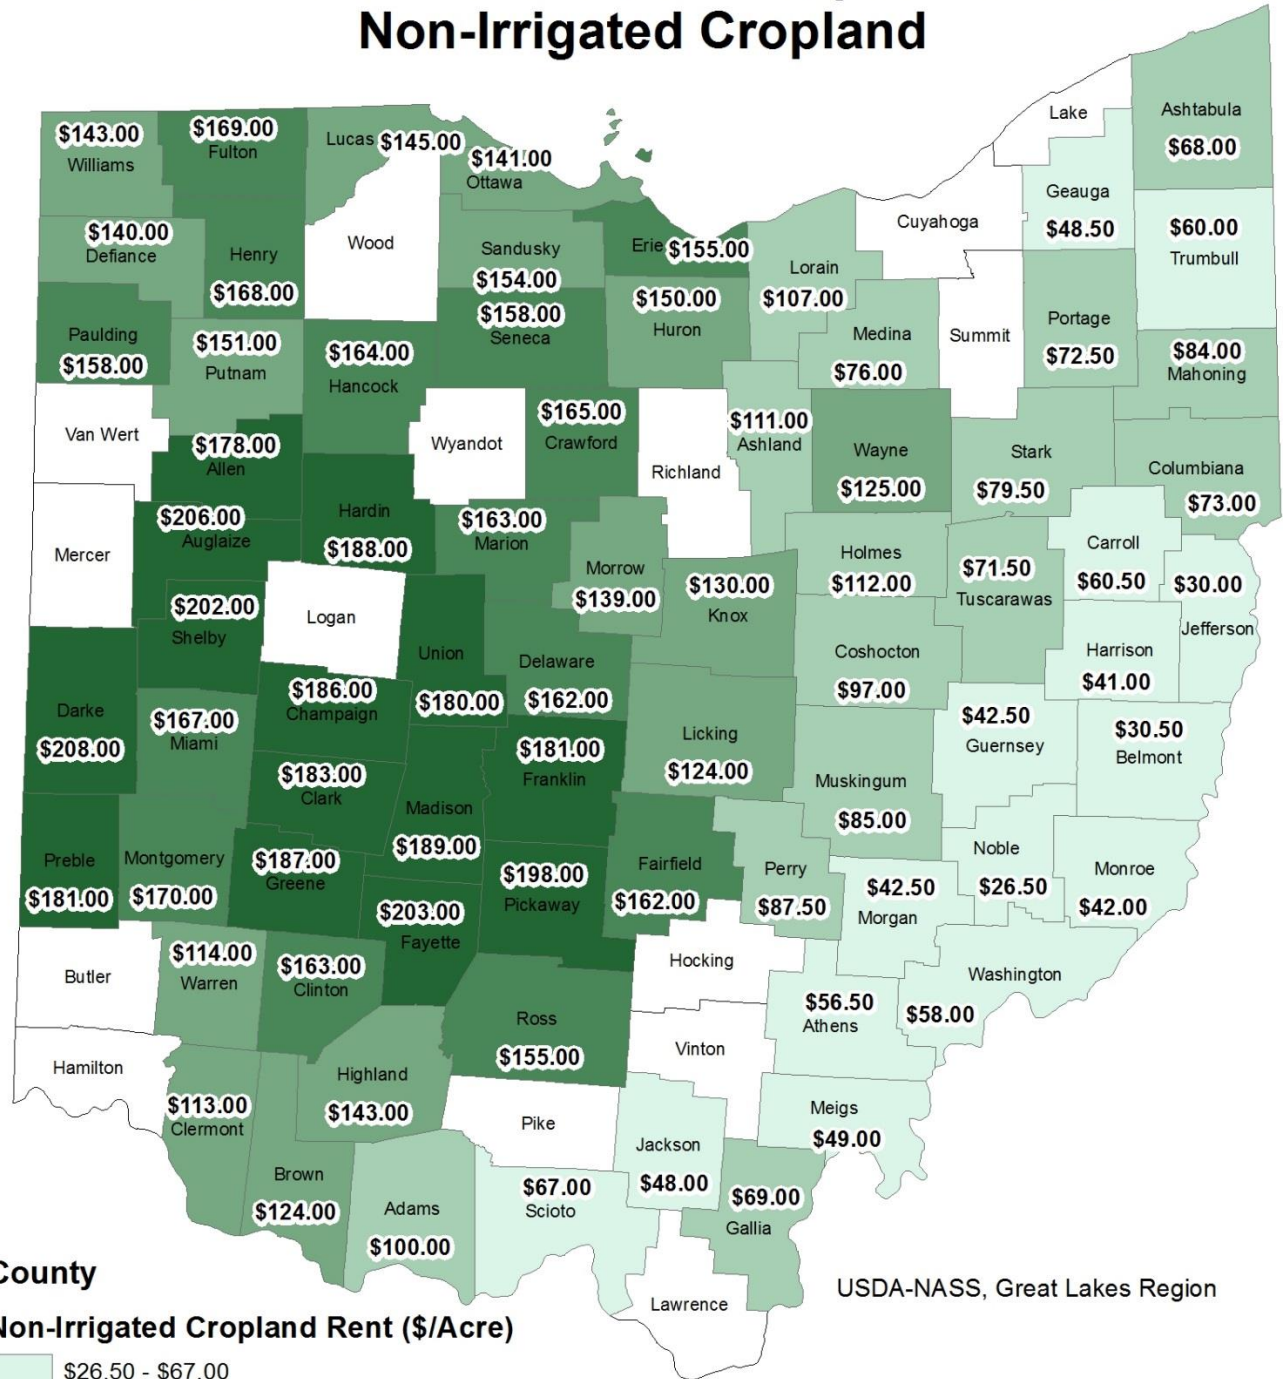 Non-Irrigated Cropland
Lake
Ashtabula
$68.00
$143.00
Williams
$169.00
Fulton
Lucas $145.00
$141.00
Ottawa
Geauga
$48.50
Cuyahoga
$60.00
Trumbull
$140.00
Defiance
Henry
$168.00
Wood
Sandusky
$154.00
Erie $155.00
Lorain
$107.00
$158.00
Seneca
$150.00
Huron
Medina
$76.00
Summit
Portage
$72.50
$84.00
Mahoning
Paulding
$158.00
$151.00
Putnam
$164.00
Hancock
Van Wert
$178.00
Allen
Wyandot
$165.00
Crawford
Richland
$111.00
Ashland
Wayne
$125.00
Stark
$79.50
Columbiana
$73.00
Mercer
$206.00
Auglaize
Hardin
$188.00
$163.00
Marion
Morrow
$139.00
$130.00
Knox
Holmes
$112.00
$71.50
Tuscarawas
Carroll
$60.50
$30.00
Jefferson
$202.00
Shelby
Logan
Union
$180.00
Delaware
$162.00
Coshocton
$97.00
Harrison
$41.00
Darke
$208.00
$167.00
Miami
$186.00
Champaign
$181.00
Franklin
Licking
$124.00
Muskingum
$85.00
$42.50
Guernsey
$30.50
Belmont
$183.00
Clark
Madison
$189.00
Preble
$181.00
Montgomery
$170.00
$187.00
Greene
$198.00
Pickaway
Fairfield
$162.00
Perry
$87.50
$42.50
Morgan
Noble
$26.50
Monroe
$42.00
$203.00
Fayette
Butler
$114.00
Warren
$163.00
Clinton
Hocking
Washington
$58.00
$56.50
Athens
Ross
$155.00
Vinton
Hamilton
Highland
$143.00
$113.00
Clermont
Pike
Jackson
$48.00
Meigs
$49.00
Brown
$124.00
Adams
$100.00
$67.00
Scioto
$69.00
Gallia
Lawrence
County
USDA-NASS, Great Lakes Region
Non-Irrigated Cropland Rent ($/Acre)
$26.50 - $67.00